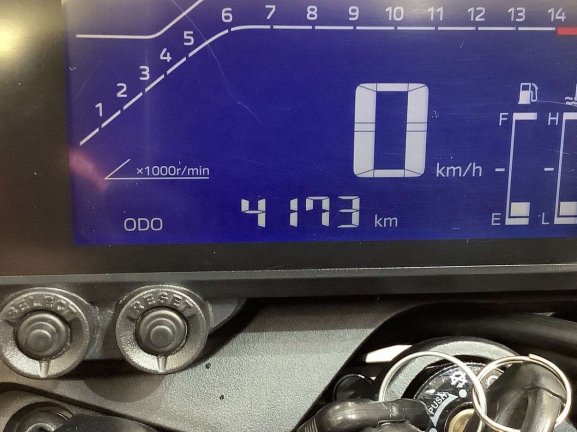 1 2 3 4 5 6 7 8 9 10 11 12 13 14
×1000r/min
0 km/h
F H
E L
ODO 4173 km
SELECT RESET
PUSH